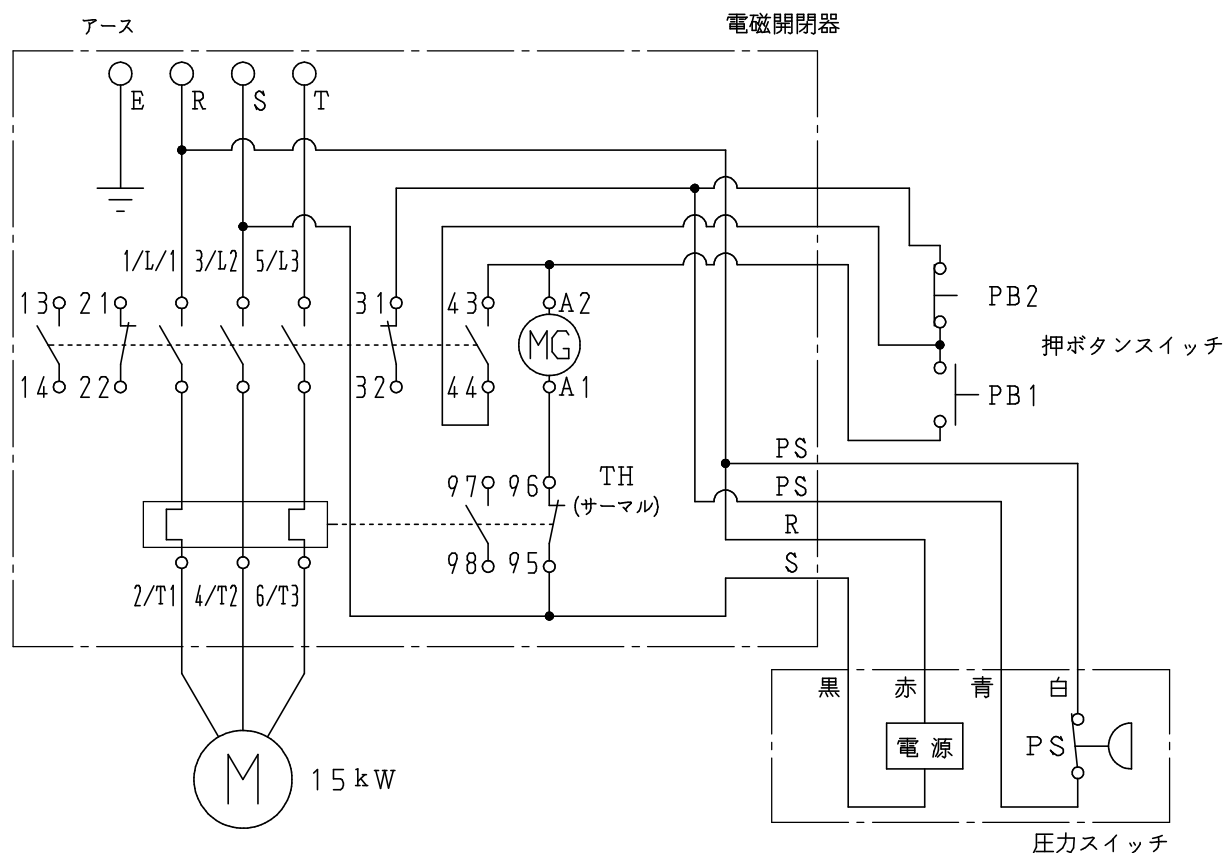 アース
電磁開閉器
E R S T
1/L/1 3/L2 5/L3
13 21 31 43 A2
MG
14 22 32 44 A1
PB2
押ボタンスイッチ
PB1
PS
97 96 TH
(サーマル)
PS
R
98 95 S
2/T1 4/T2 6/T3
黒 赤 青 白
電源 PS
M 15kW
圧力スイッチ